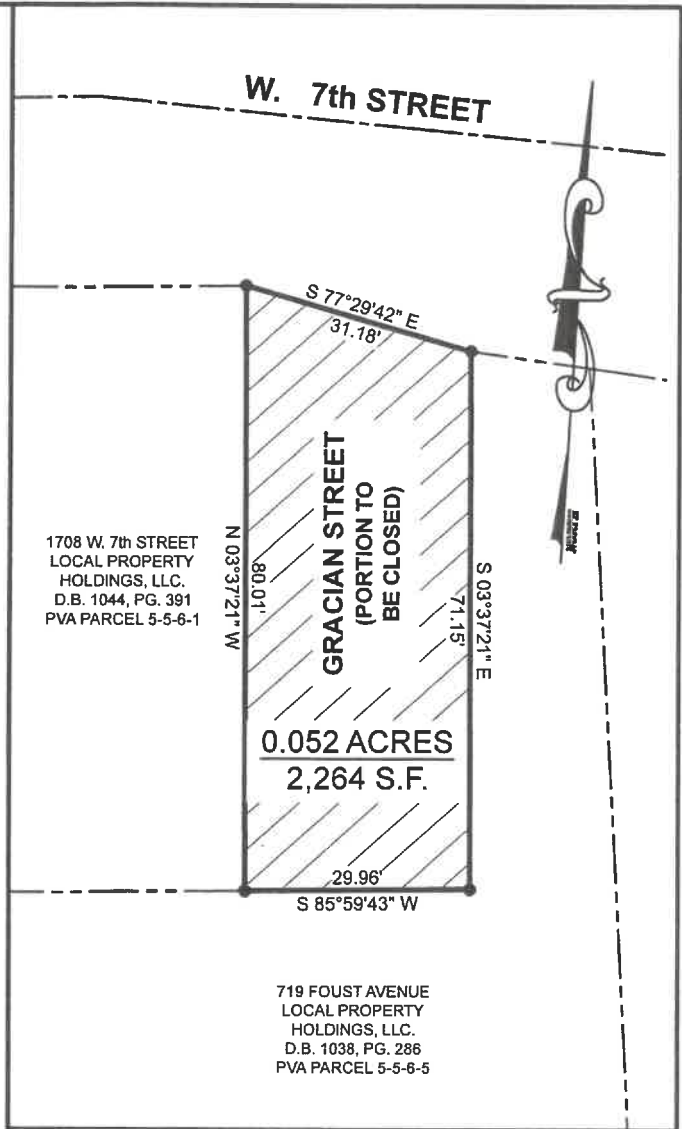 W. 7th STREET
S 77°29'42" E
31.18'
1708 W. 7th STREET
LOCAL PROPERTY
HOLDINGS, LLC.
D.B. 1044, PG. 391
PVA PARCEL 5-5-6-1
N 03°37'21" W
80.01'
GRACIAN STREET
(PORTION TO
BE CLOSED)
S 03°37'21" E
71.15'
0.052 ACRES
2,264 S.F.
29.96'
S 85°59'43" W
719 FOUST AVENUE
LOCAL PROPERTY
HOLDINGS, LLC.
D.B. 1038, PG. 286
PVA PARCEL 5-5-6-5